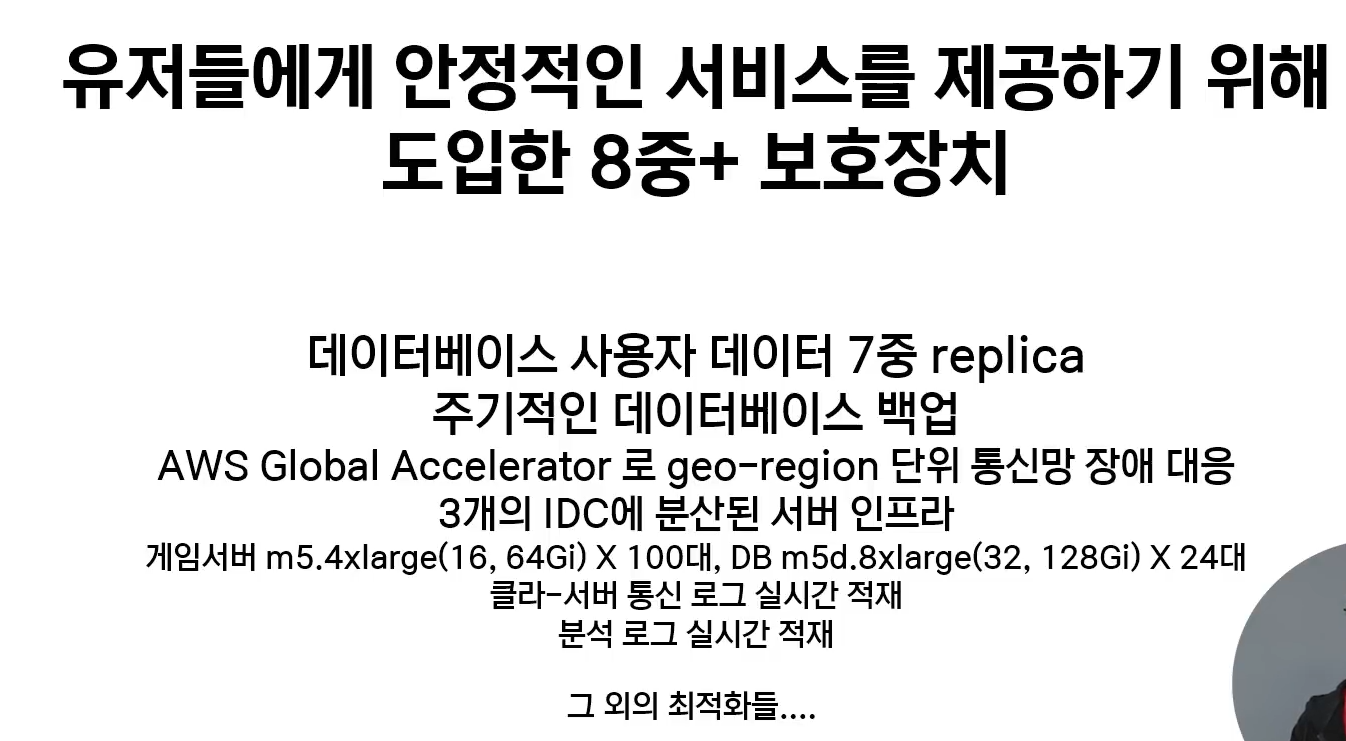 유저들에게 안정적인 서비스를 제공하기 위해
도입한 8중+ 보호장치
데이터베이스 사용자 데이터 7중 replica
주기적인 데이터베이스 백업
AWS Global Accelerator 로 geo-region 단위 통신망 장애 대응
3개의 IDC에 분산된 서버 인프라
게임서버 m5.4xlarge(16, 64Gi) X 100대, DB m5d.8xlarge(32, 128Gi) X 24대
클라-서버 통신 로그 실시간 적재
분석 로그 실시간 적재
그 외의 최적화들....